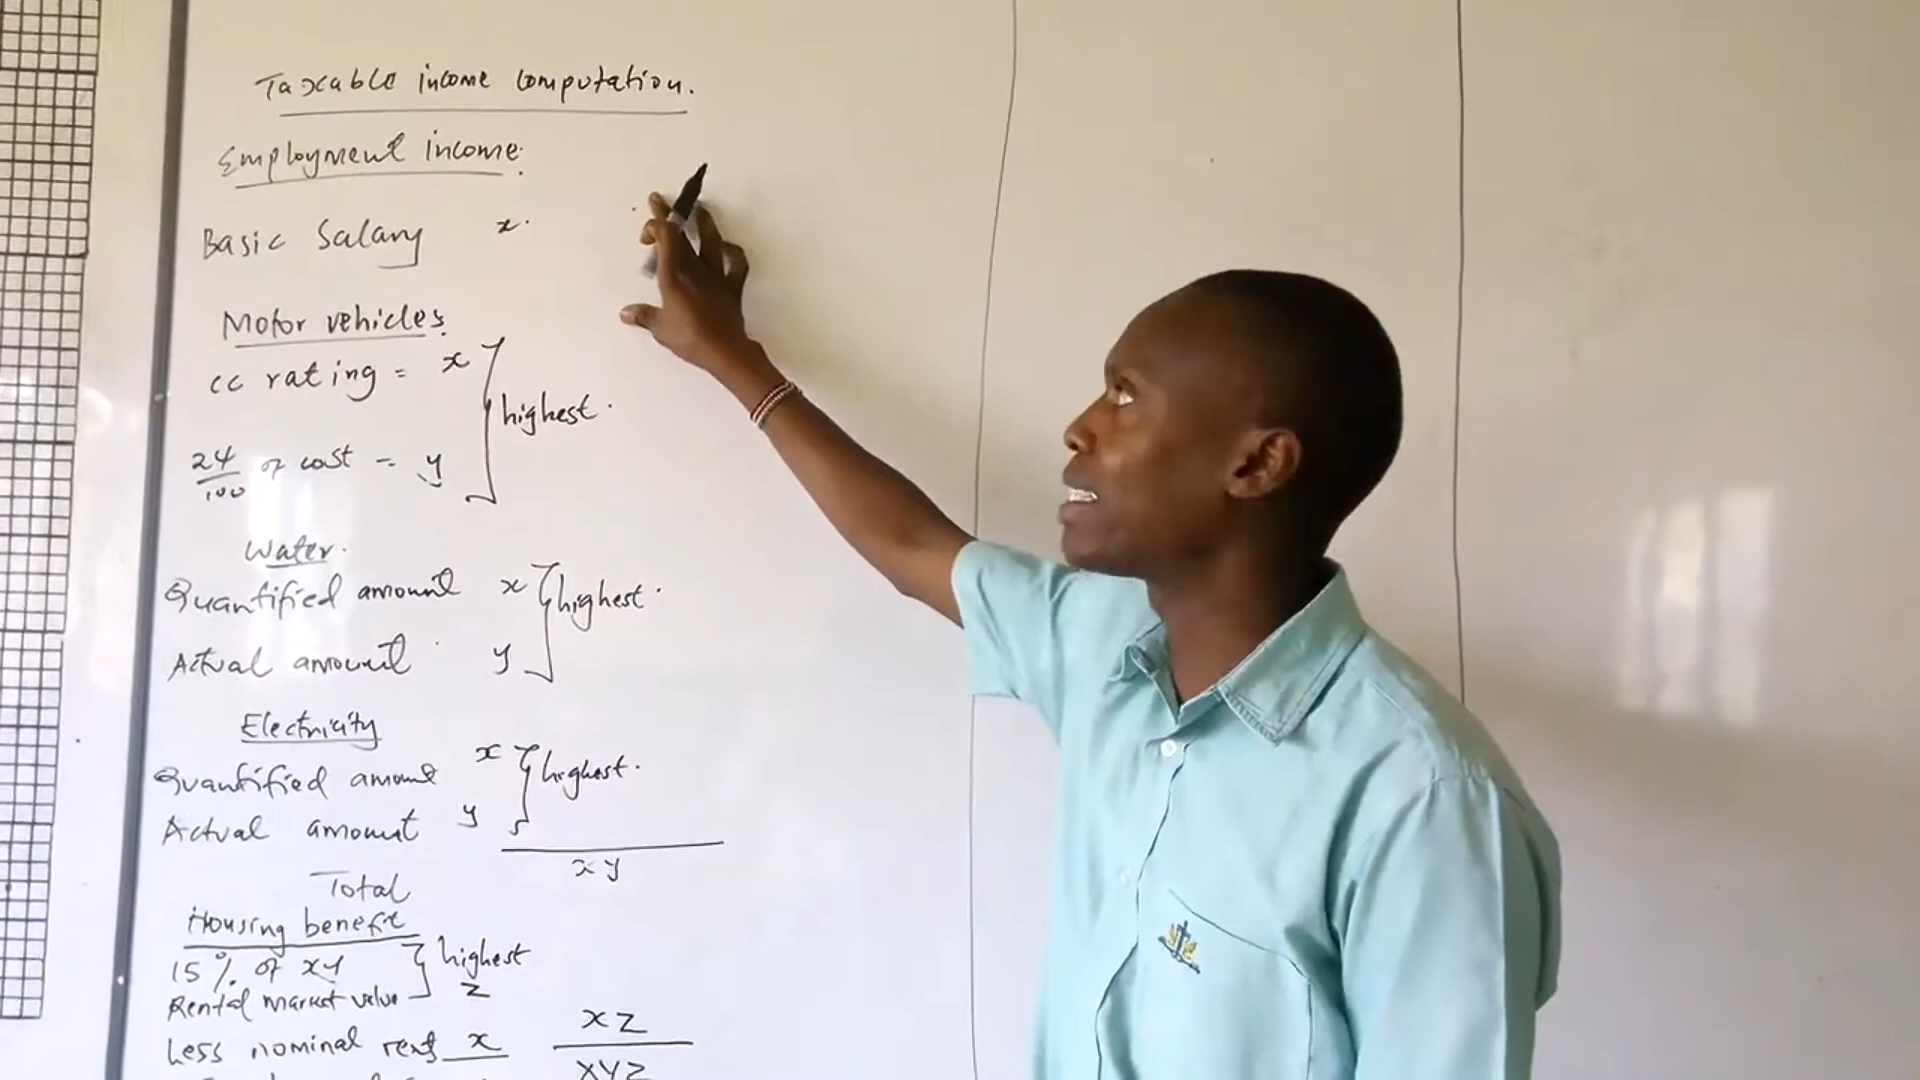 Taxable income computation.
Employment income:
Basic Salary x.
Motor vehicles
cc rating = x
highest.
24/100 of cost = y
Water.
Quantified amount x
highest.
Actual amount y
Electricity
Quantified amount x
highest.
Actual amount y
xy
Total
Housing benefit
15% of xy
highest
Rental market value z
Less nominal rent x
xz
xyz